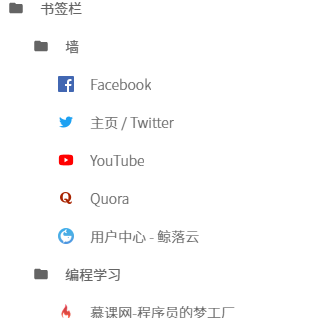 书签栏
墙
Facebook
主页 / Twitter
YouTube
Quora
用户中心 - 鲸落云
编程学习
慕课网-程序员的梦工厂